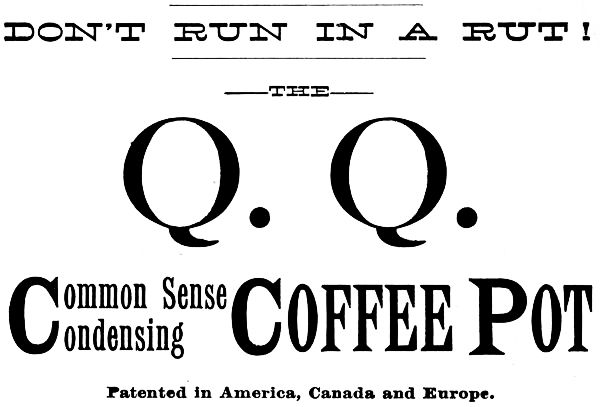 DON'T RUN IN A RUT!
THE
Q. Q.
Common Sense
Condensing COFFEE POT
Patented in America, Canada and Europe.